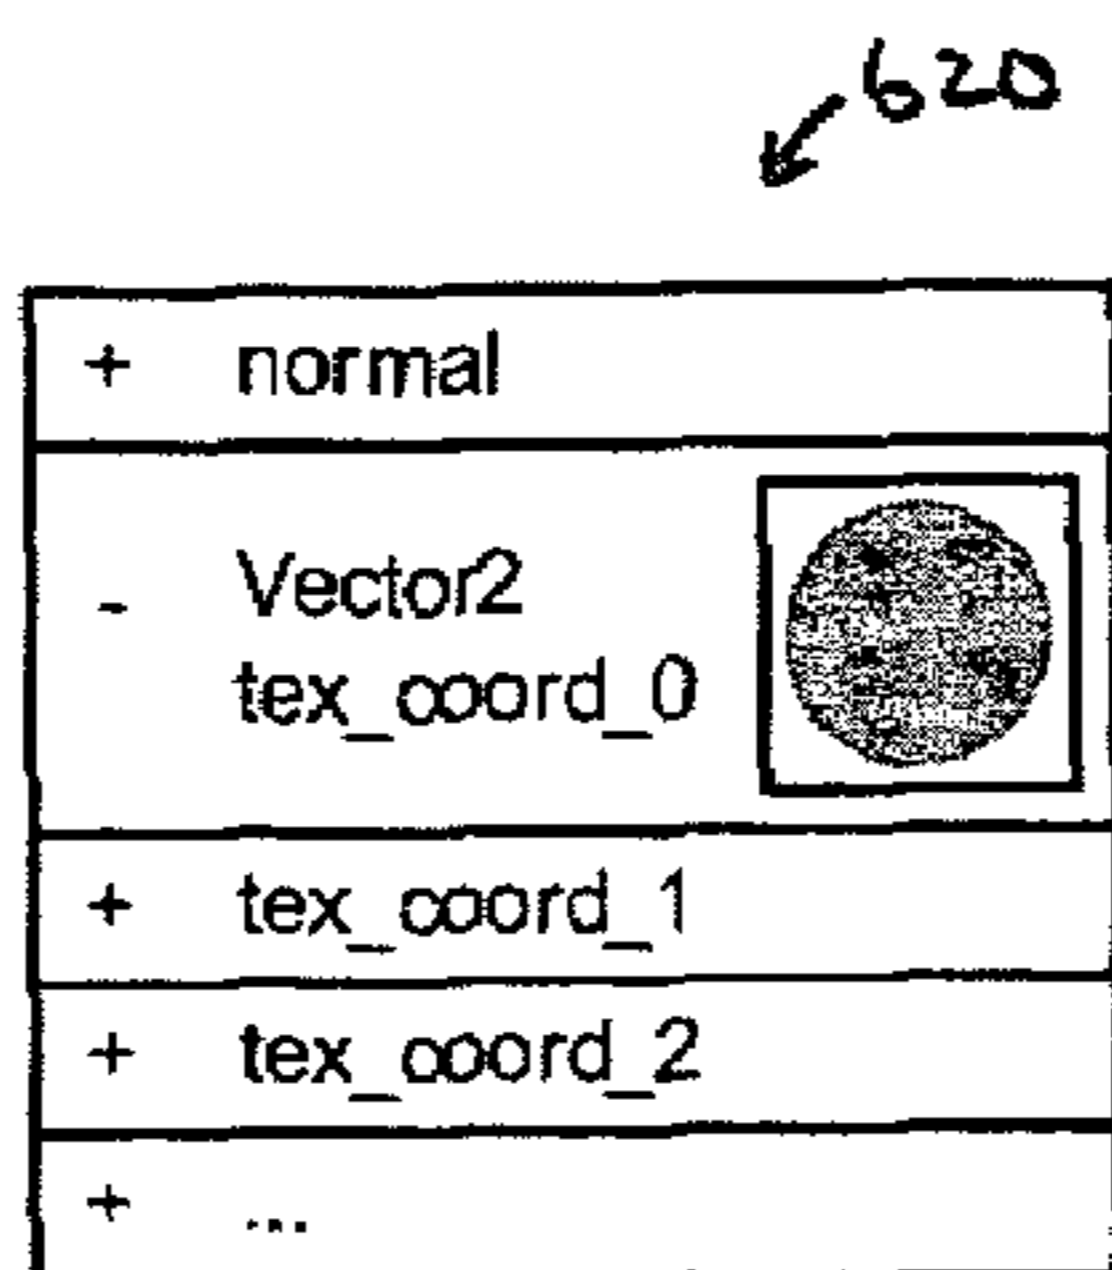 620
+ normal
- Vector2
tex_coord_0
+ tex_coord_1
+ tex_coord_2
+ ...